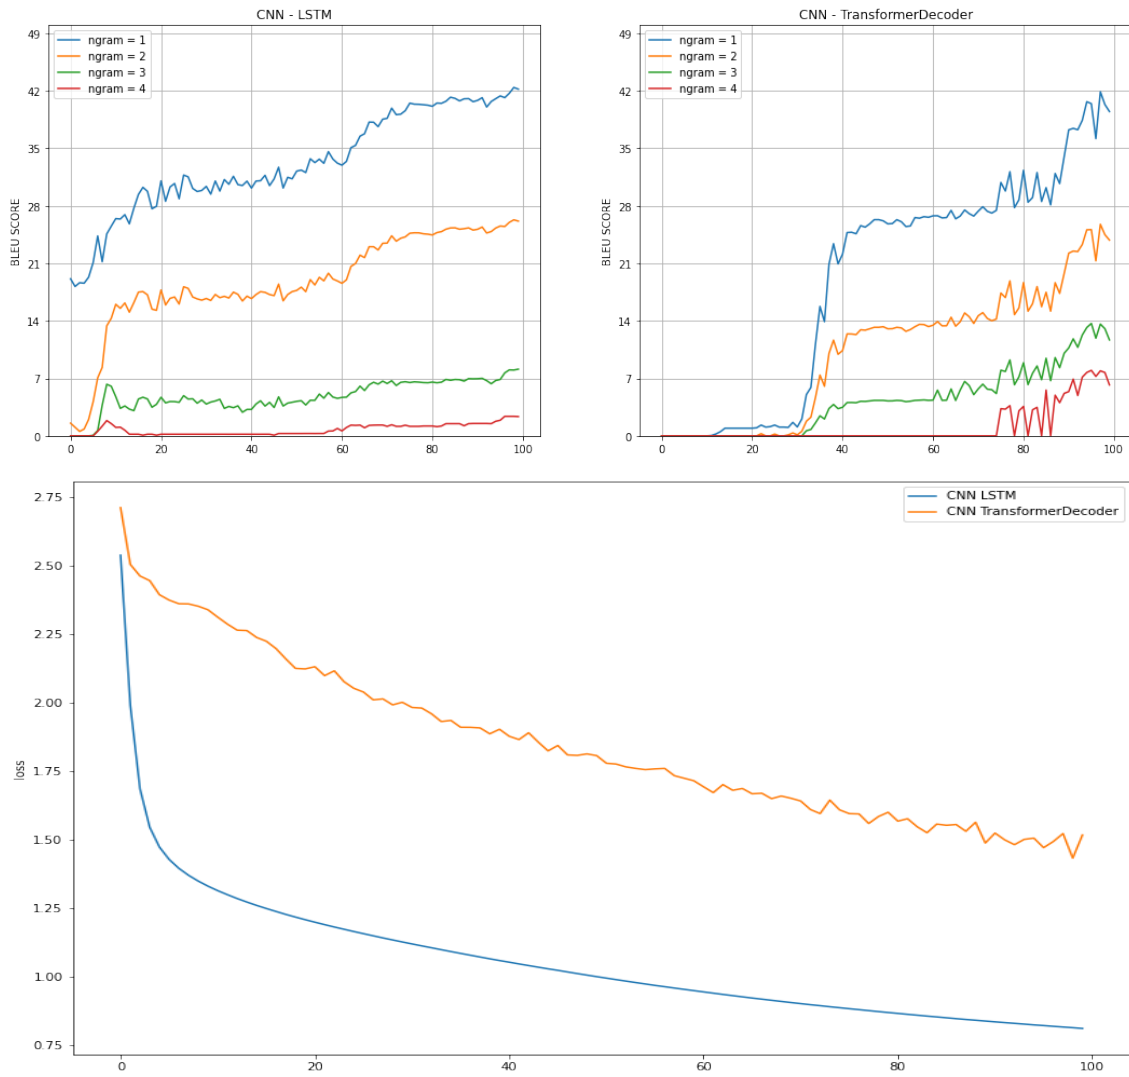 CNN - LSTM
BLEU SCORE
49
42
35
28
21
14
7
0
ngram = 1
ngram = 2
ngram = 3
ngram = 4
0 20 40 60 80 100
CNN - TransformerDecoder
BLEU SCORE
49
42
35
28
21
14
7
0
ngram = 1
ngram = 2
ngram = 3
ngram = 4
0 20 40 60 80 100
loss
2.75
2.50
2.25
2.00
1.75
1.50
1.25
1.00
0.75
CNN LSTM
CNN TransformerDecoder
0 20 40 60 80 100